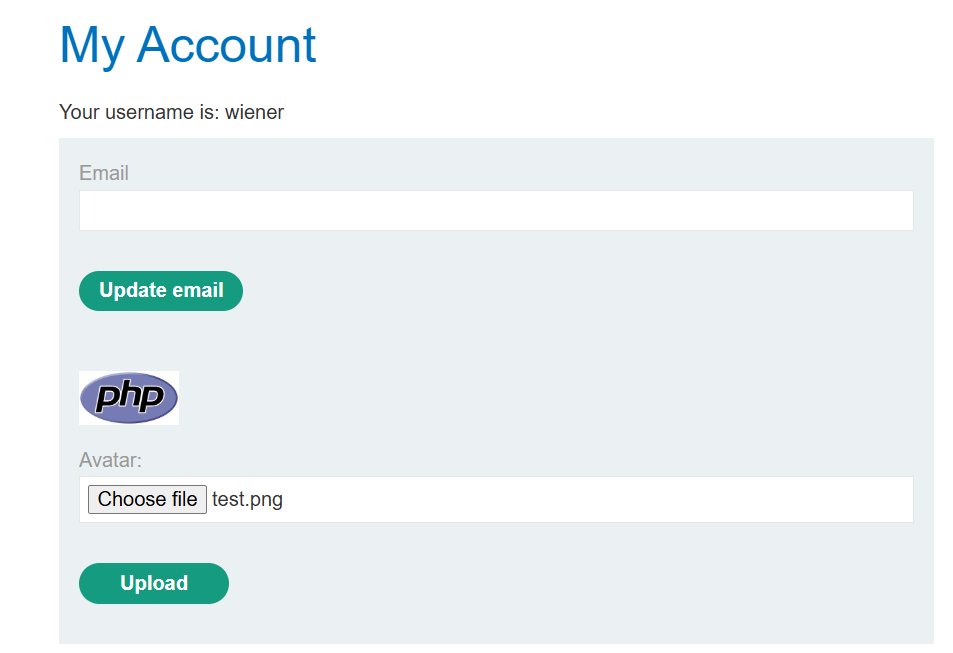 My Account
Your username is: wiener
Email
Update email
php
Avatar:
Choose file test.png
Upload